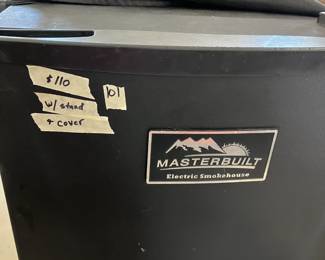 $110
101
w/ stand
+ cover
MASTERBUILT
Electric Smokehouse